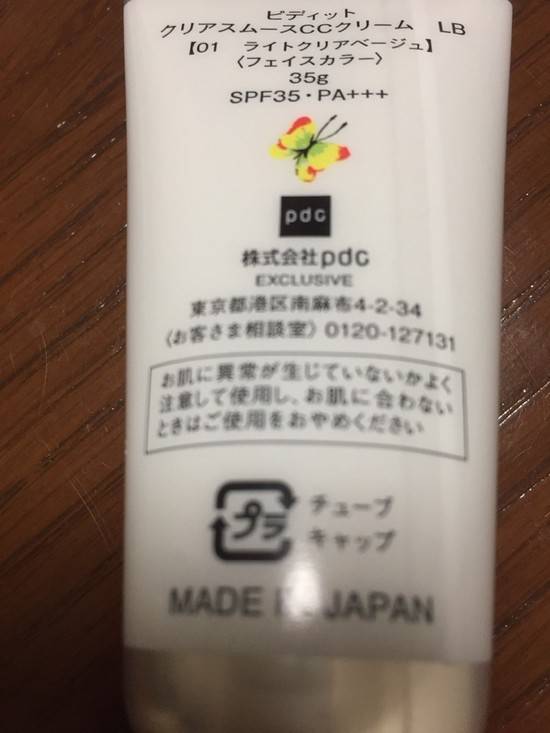 ビディット
クリアスムースCCクリーム　LB
【01　ライトクリアベージュ】
〈フェイスカラー〉
35g
SPF35・PA+++
pdc
株式会社pdc
EXCLUSIVE
東京都港区南麻布4-2-34
〈お客さま相談室〉0120-127131
お肌に異常が生じていないかよく
注意して使用し、お肌に合わない
ときはご使用をおやめください
プラ
チューブ
キャップ
MADE IN JAPAN